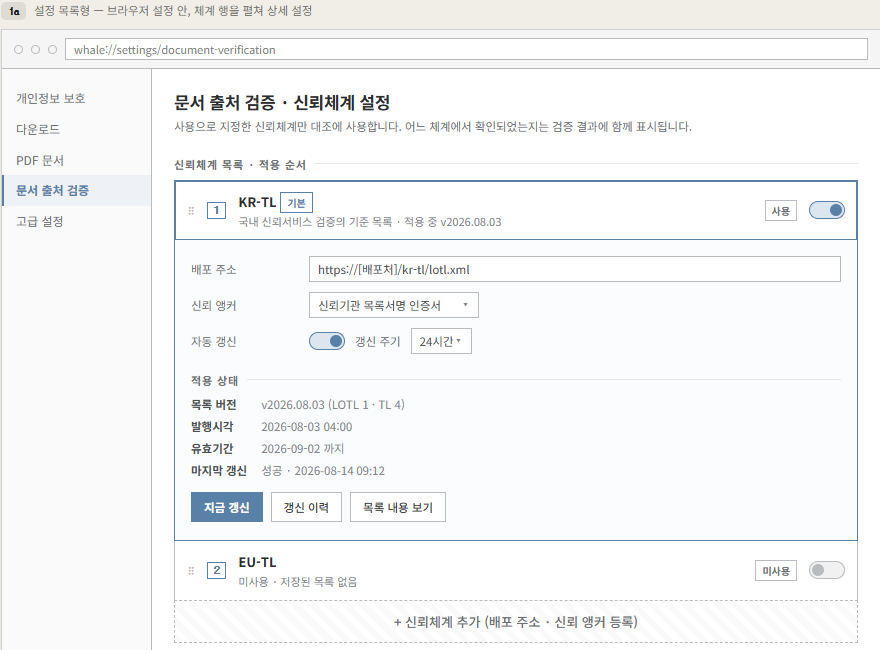 1a 설정 목록형 — 브라우저 설정 안, 체계 행을 펼쳐 상세 설정
whale://settings/document-verification
개인정보 보호
다운로드
PDF 문서
문서 출처 검증
고급 설정
문서 출처 검증 · 신뢰체계 설정
사용으로 지정한 신뢰체계만 대조에 사용합니다. 어느 체계에서 확인되었는지는 검증 결과에 함께 표시됩니다.
신뢰체계 목록 · 적용 순서
1 KR-TL 기본 사용
국내 신뢰서비스 검증의 기준 목록 · 적용 중 v2026.08.03
배포 주소 https://[배포처]/kr-tl/lotl.xml
신뢰 앵커 신뢰기관 목록서명 인증서
자동 갱신 갱신 주기 24시간
적용 상태
목록 버전 v2026.08.03 (LOTL 1 · TL 4)
발행시각 2026-08-03 04:00
유효기간 2026-09-02 까지
마지막 갱신 성공 · 2026-08-14 09:12
지금 갱신 갱신 이력 목록 내용 보기
2 EU-TL 미사용
미사용 · 저장된 목록 없음
+ 신뢰체계 추가 (배포 주소 · 신뢰 앵커 등록)